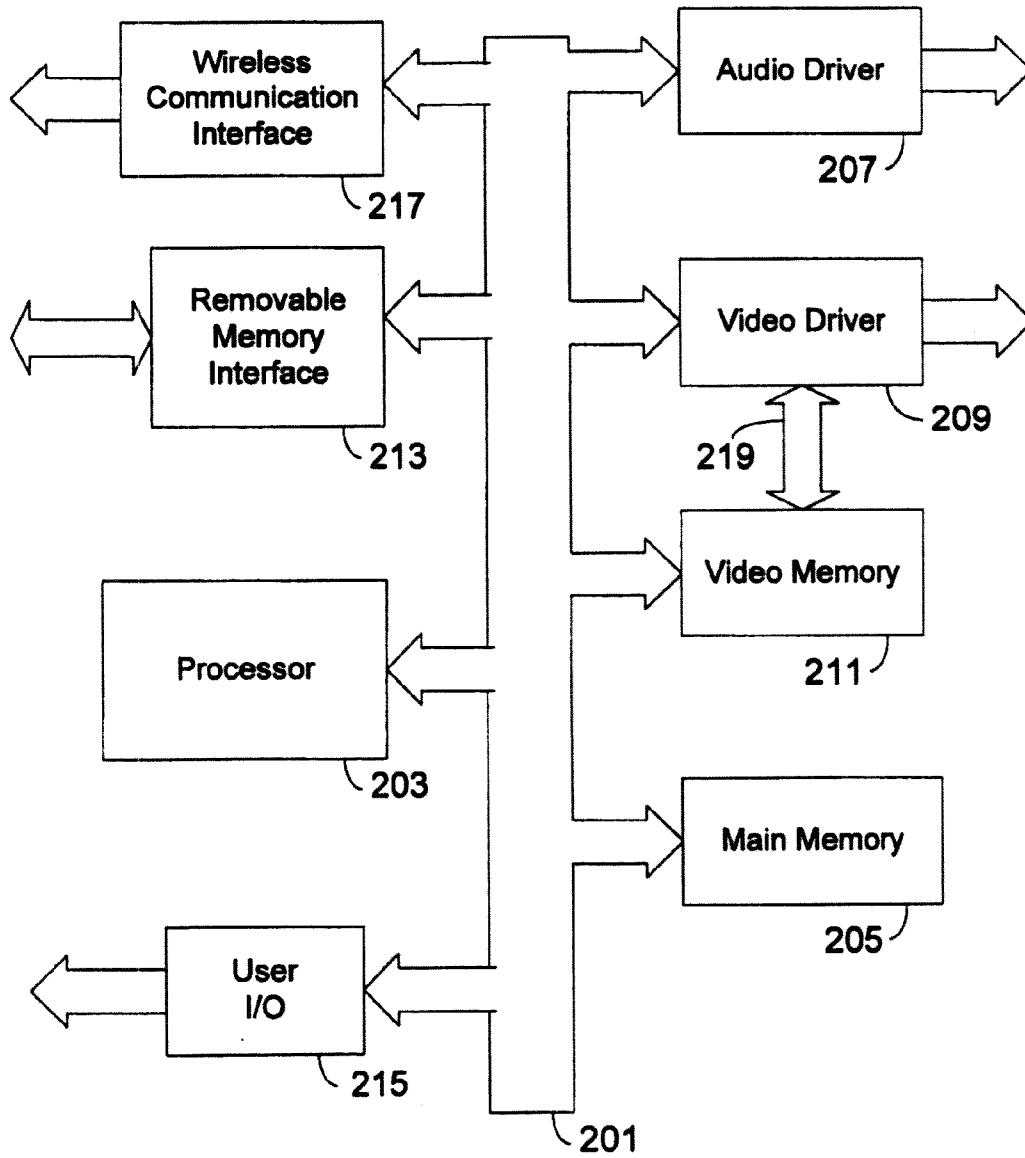 Wireless
Communication
Interface
217
Audio Driver
207
Removable
Memory
Interface
213
Video Driver
209
219
Video Memory
211
Processor
203
Main Memory
205
User
I/O
215
201